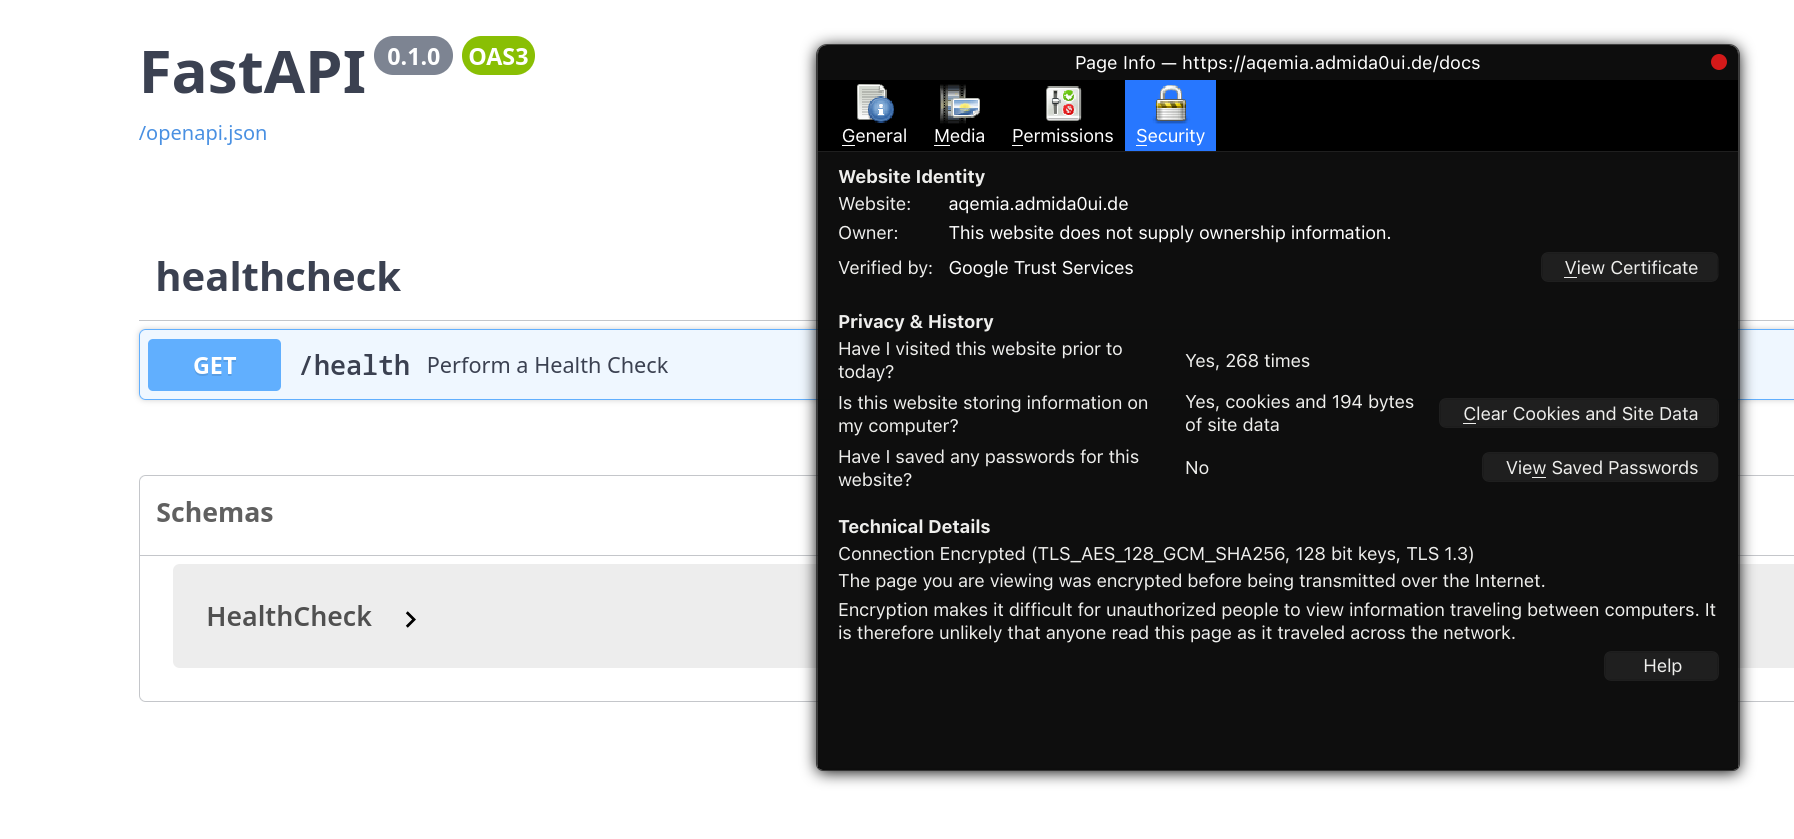 FastAPI 0.1.0 OAS3
/openapi.json
healthcheck
GET /health Perform a Health Check
Schemas
HealthCheck
Page Info — https://aqemia.admida0ui.de/docs
General Media Permissions Security
Website Identity
Website: aqemia.admida0ui.de
Owner: This website does not supply ownership information.
Verified by: Google Trust Services View Certificate
Privacy & History
Have I visited this website prior to
today?
Yes, 268 times
Is this website storing information on
my computer?
Yes, cookies and 194 bytes
of site data
Clear Cookies and Site Data
Have I saved any passwords for this
website?
No
View Saved Passwords
Technical Details
Connection Encrypted (TLS_AES_128_GCM_SHA256, 128 bit keys, TLS 1.3)
The page you are viewing was encrypted before being transmitted over the Internet.
Encryption makes it difficult for unauthorized people to view information traveling between computers. It
is therefore unlikely that anyone read this page as it traveled across the network.
Help